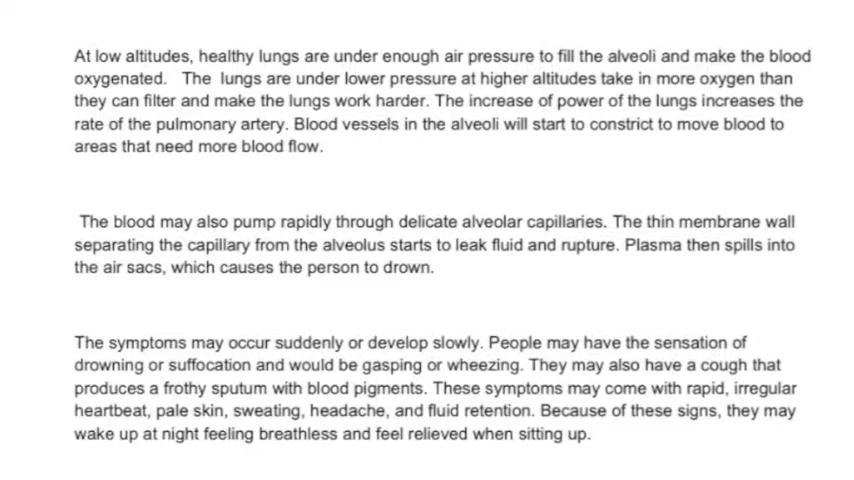 At low altitudes, healthy lungs are under enough air pressure to fill the alveoli and make the blood
oxygenated. The lungs are under lower pressure at higher altitudes take in more oxygen than
they can filter and make the lungs work harder. The increase of power of the lungs increases the
rate of the pulmonary artery. Blood vessels in the alveoli will start to constrict to move blood to
areas that need more blood flow.
The blood may also pump rapidly through delicate alveolar capillaries. The thin membrane wall
separating the capillary from the alveolus starts to leak fluid and rupture. Plasma then spills into
the air sacs, which causes the person to drown.
The symptoms may occur suddenly or develop slowly. People may have the sensation of
drowning or suffocation and would be gasping or wheezing. They may also have a cough that
produces a frothy sputum with blood pigments. These symptoms may come with rapid, irregular
heartbeat, pale skin, sweating, headache, and fluid retention. Because of these signs, they may
wake up at night feeling breathless and feel relieved when sitting up.